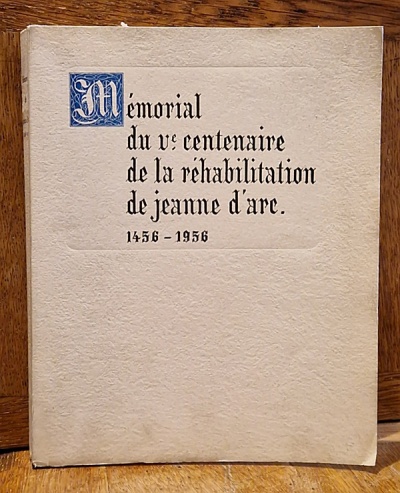 Mémorial
du Vᵉ centenaire
de la réhabilitation
de jeanne d'arc.
1456 - 1956